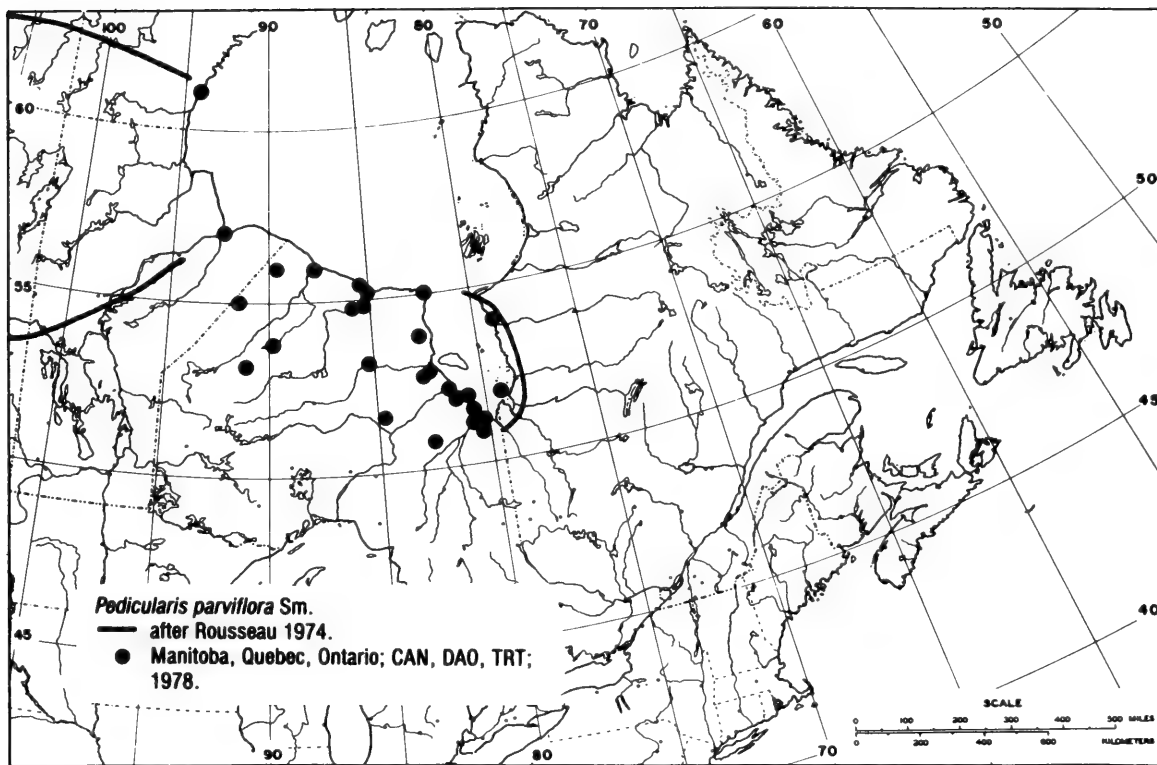 100 90 80 70 60 50
60
50
55
45
Pedicularis parviflora Sm.
after Rousseau 1974.
45
Manitoba, Quebec, Ontario; CAN, DAO, TRT;
1978.
40
SCALE
0 100 200 300 400 500 MILES
0 200 400 600 KILOMETERS
90 80 70